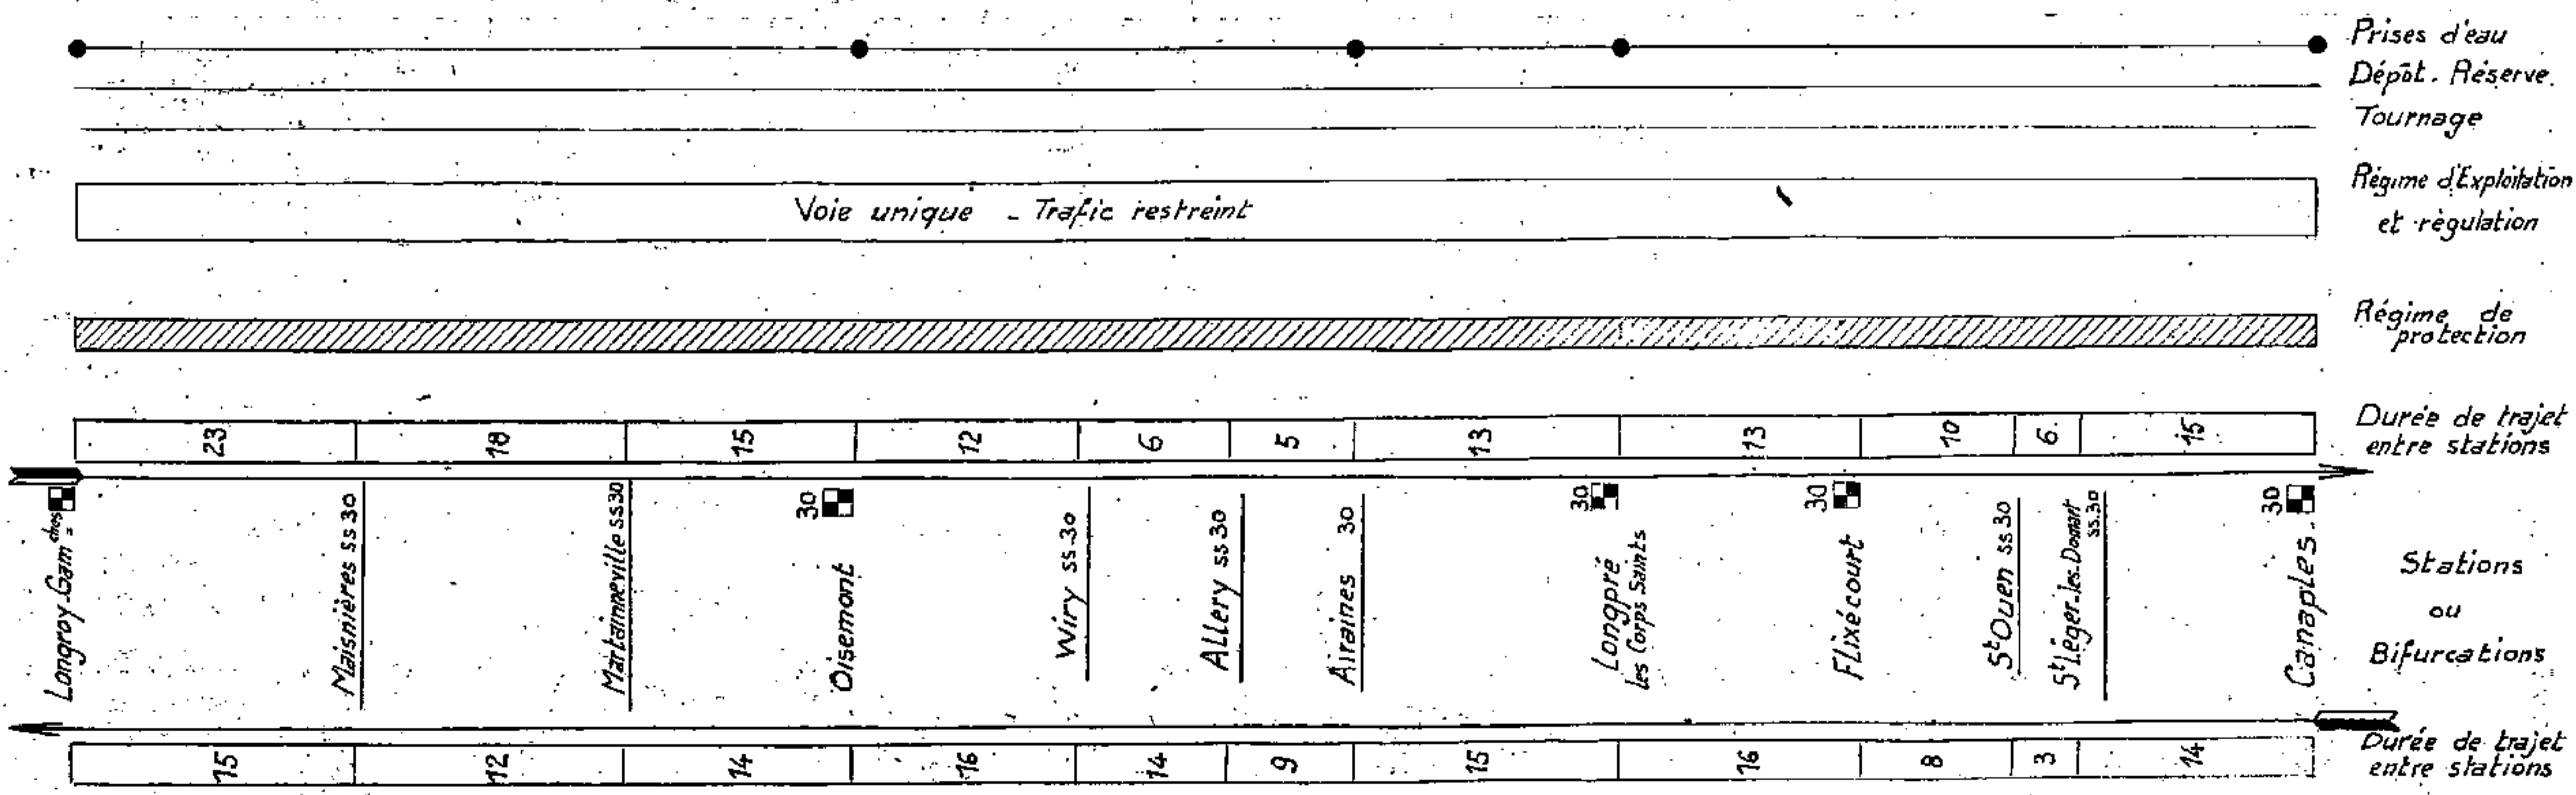 Prises d'eau
Dépôt. Réserve.
Tournage
Régime d'Exploitation
et régulation
Voie unique - Trafic restreint
Régime de
protection
23 18 15 12 6 5 13 13 10 6. 15
Durée de trajet
entre stations
Longroy-Gam^ches
Maisnières ss 30
Martainneville ss 30
Oisemont 30
Wiry ss 30
Allery ss 30
Airaines 30
Longpré 30
les Corps Saints
Flixécourt 30
St Ouen ss 30
St Léger-les-Domart
ss. 30
Canaples. 30
Stations
ou
Bifurcations
15 12 14 16 14 9 15 16 8 3 14
Durée de trajet
entre stations